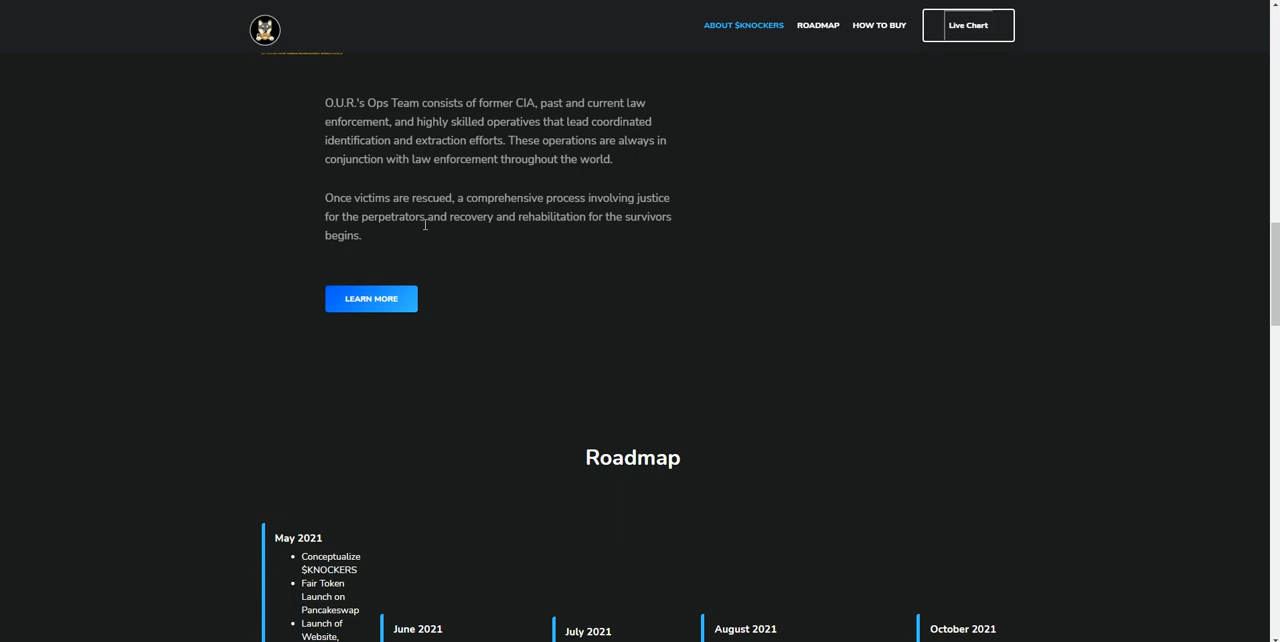 ABOUT $KNOCKERS
ROADMAP
HOW TO BUY
Live Chart
O.U.R.'s Ops Team consists of former CIA, past and current law
enforcement, and highly skilled operatives that lead coordinated
identification and extraction efforts. These operations are always in
conjunction with law enforcement throughout the world.
Once victims are rescued, a comprehensive process involving justice
for the perpetrators and recovery and rehabilitation for the survivors
begins.
LEARN MORE
Roadmap
May 2021
Conceptualize
$KNOCKERS
Fair Token
Launch on
Pancakeswap
Launch of
Website,
June 2021
July 2021
August 2021
October 2021